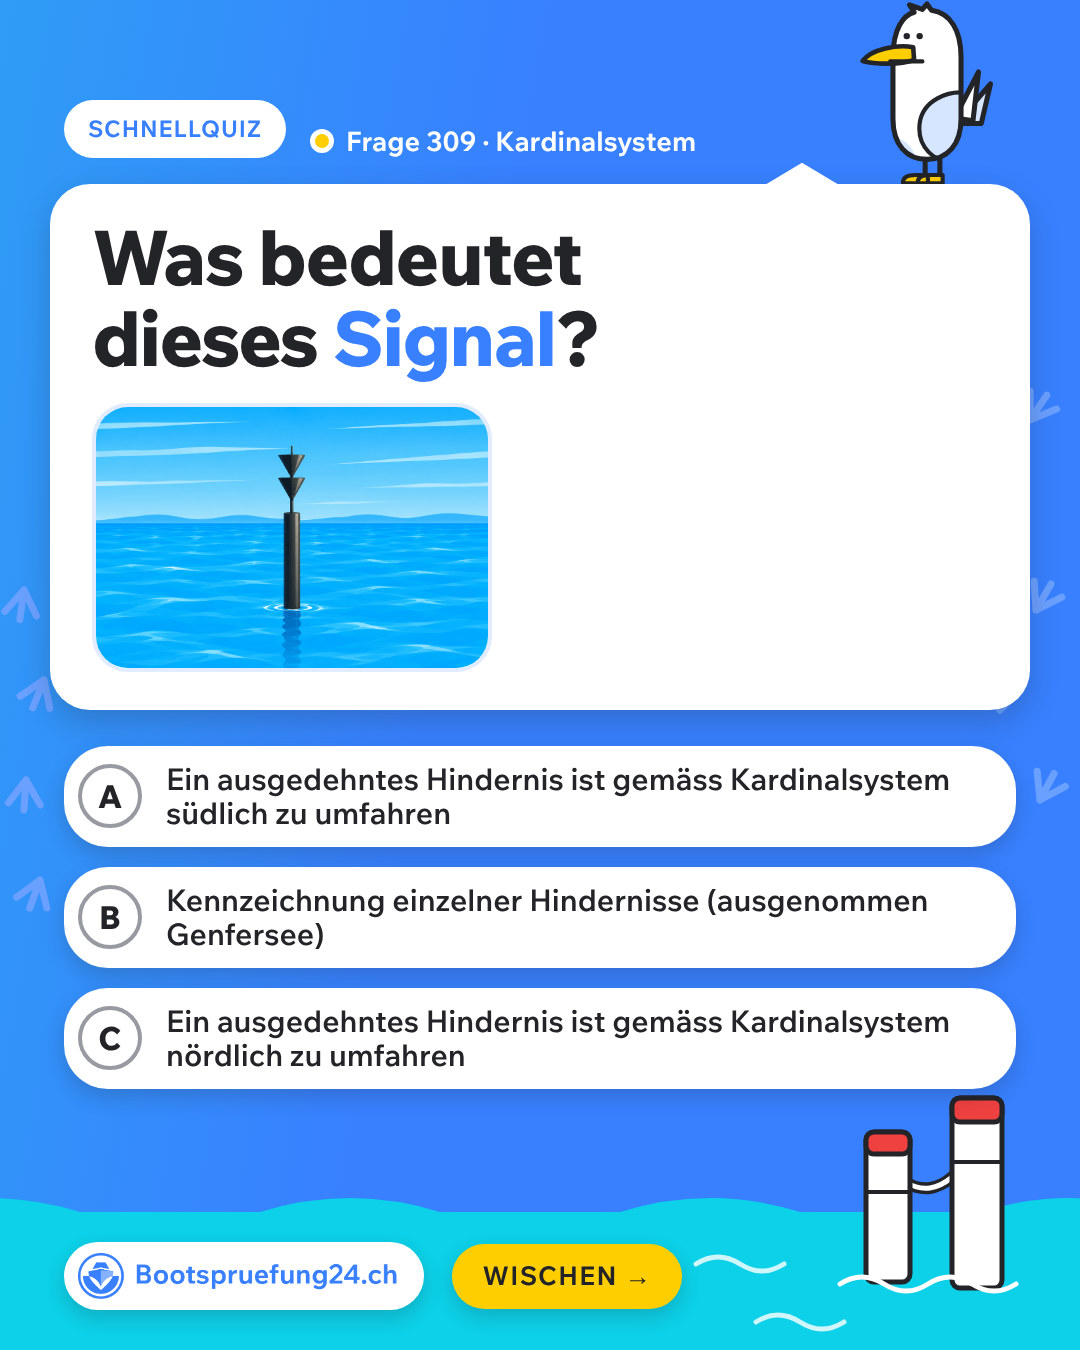 SCHNELLQUIZ
Frage 309 · Kardinalsystem
Was bedeutet
dieses Signal?
A
Ein ausgedehntes Hindernis ist gemäss Kardinalsystem
südlich zu umfahren
B
Kennzeichnung einzelner Hindernisse (ausgenommen
Genfersee)
C
Ein ausgedehntes Hindernis ist gemäss Kardinalsystem
nördlich zu umfahren
Bootspruefung24.ch
WISCHEN →